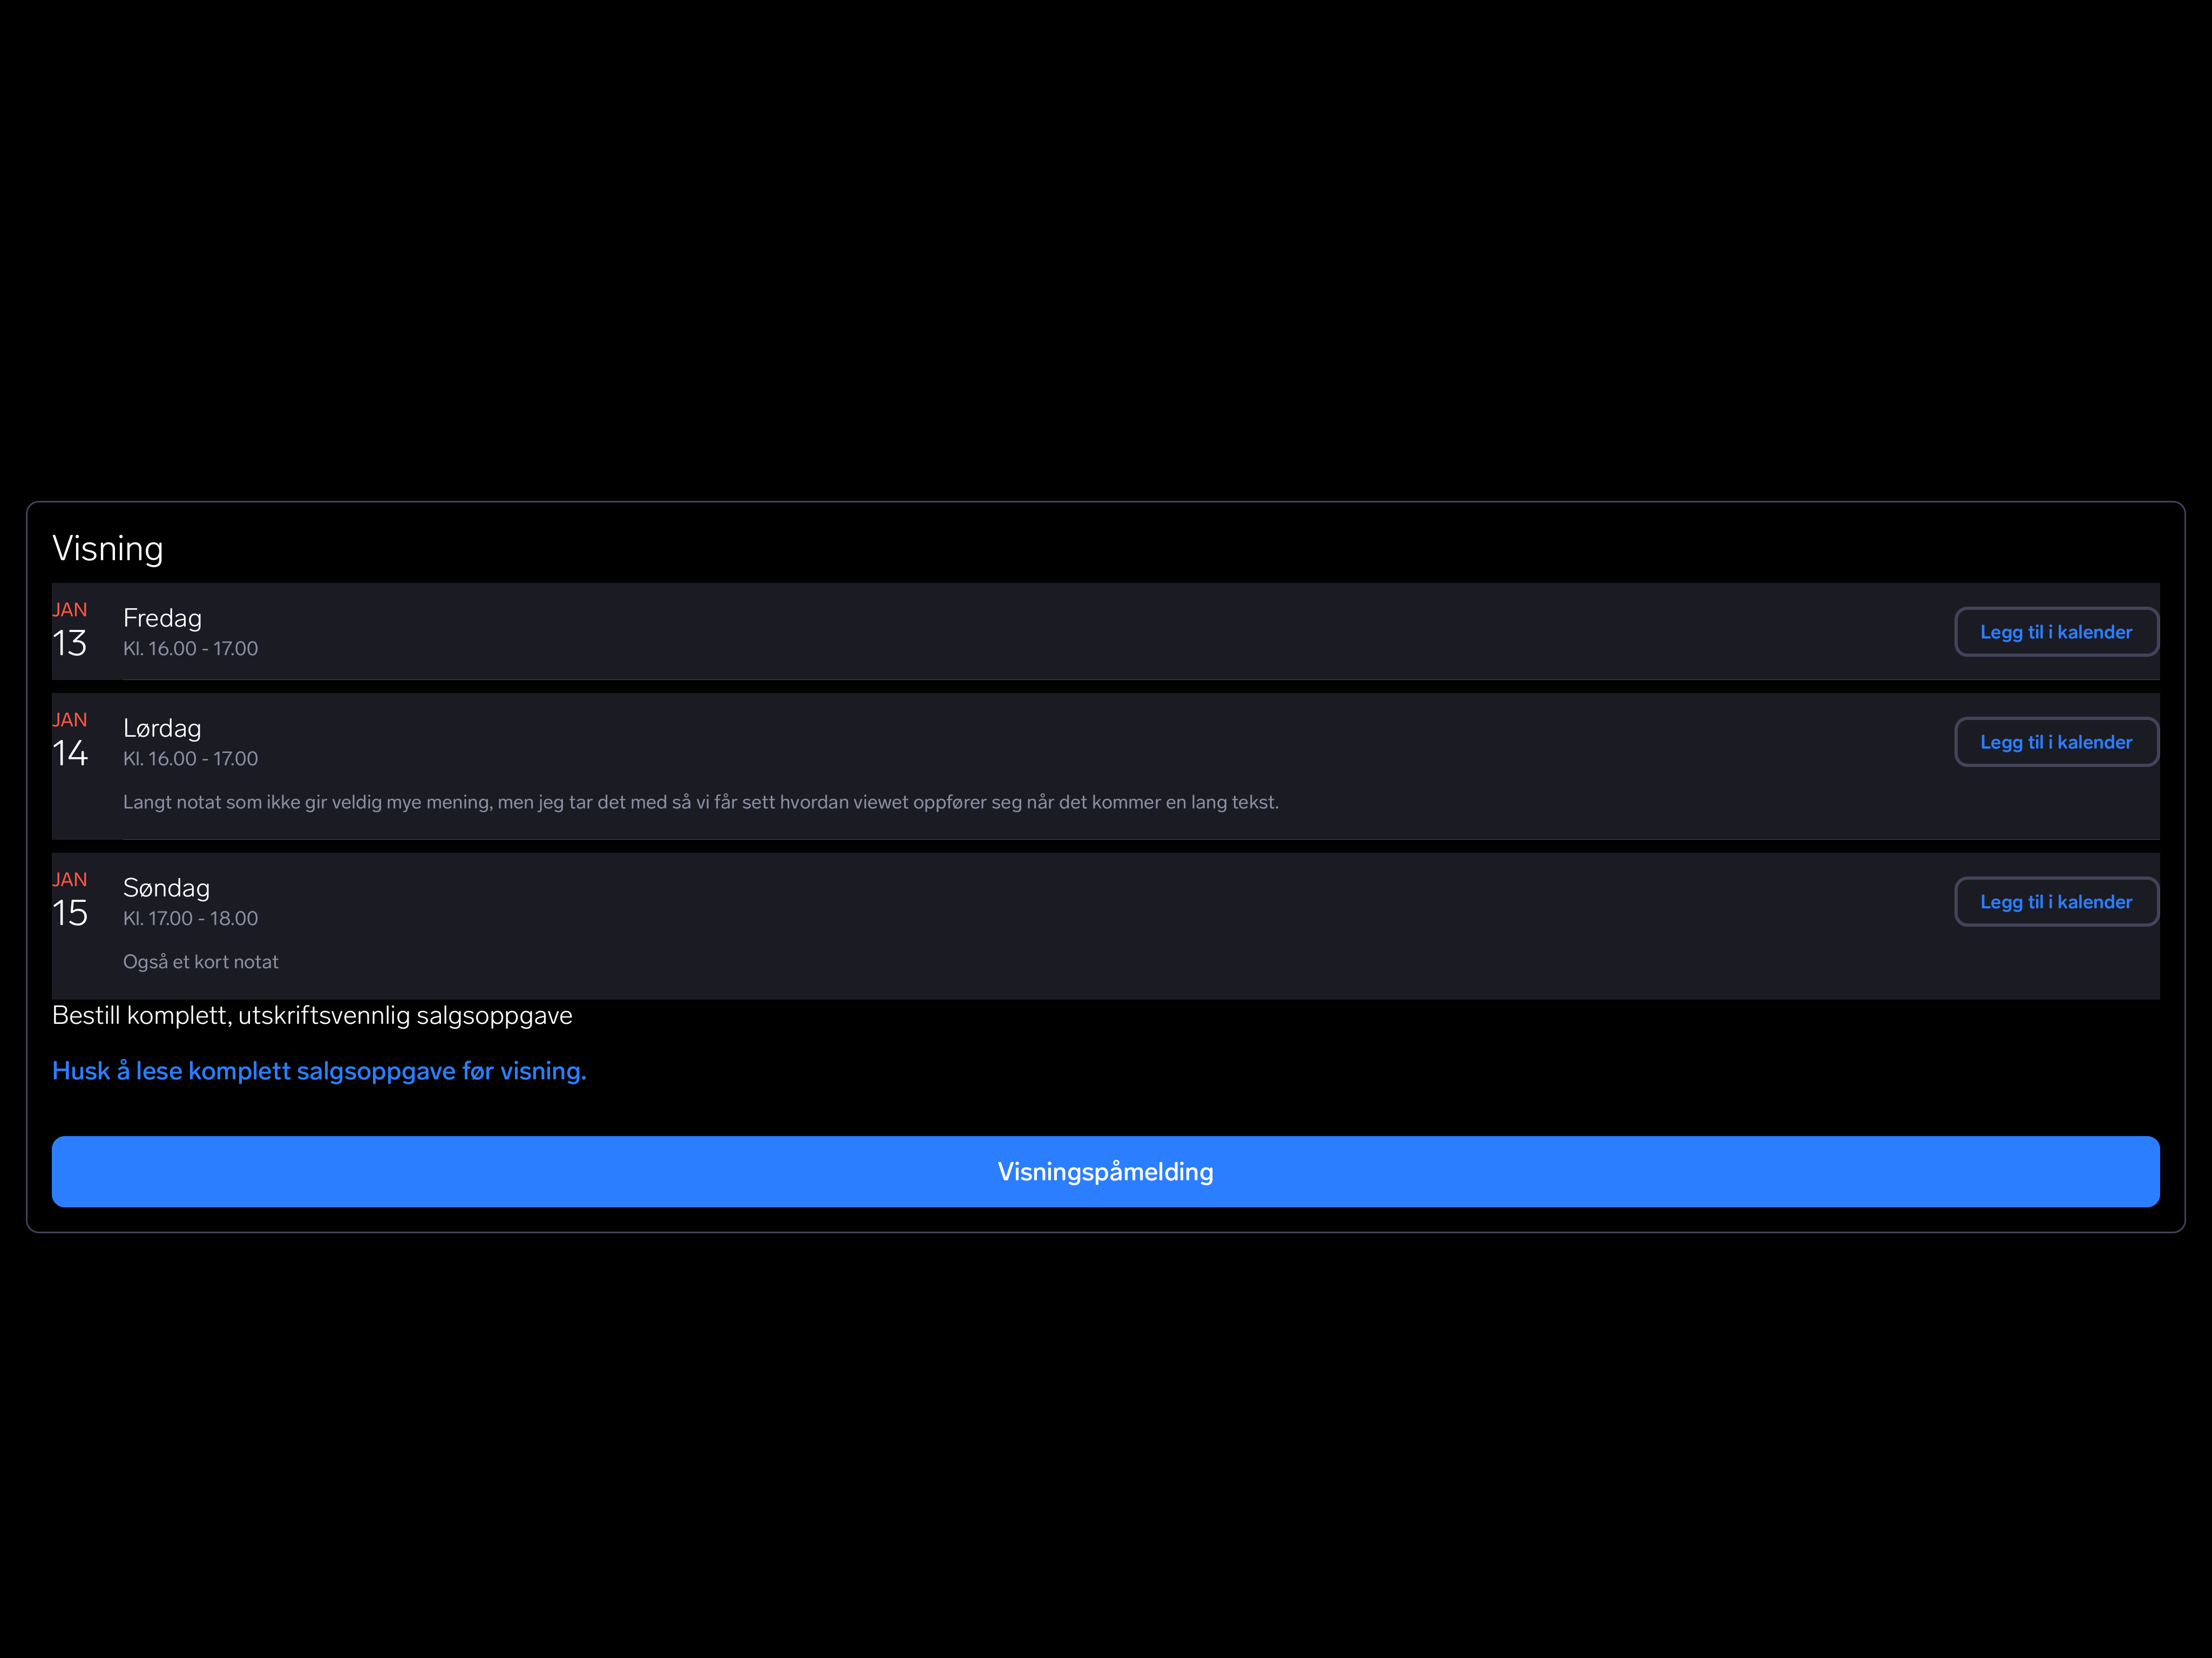 Visning
JAN
13
Fredag
Kl. 16.00 - 17.00
Legg til i kalender
JAN
14
Lørdag
Kl. 16.00 - 17.00
Legg til i kalender
Langt notat som ikke gir veldig mye mening, men jeg tar det med så vi får sett hvordan viewet oppfører seg når det kommer en lang tekst.
JAN
15
Søndag
Kl. 17.00 - 18.00
Legg til i kalender
Også et kort notat
Bestill komplett, utskriftsvennlig salgsoppgave
Husk å lese komplett salgsoppgave før visning.
Visningspåmelding